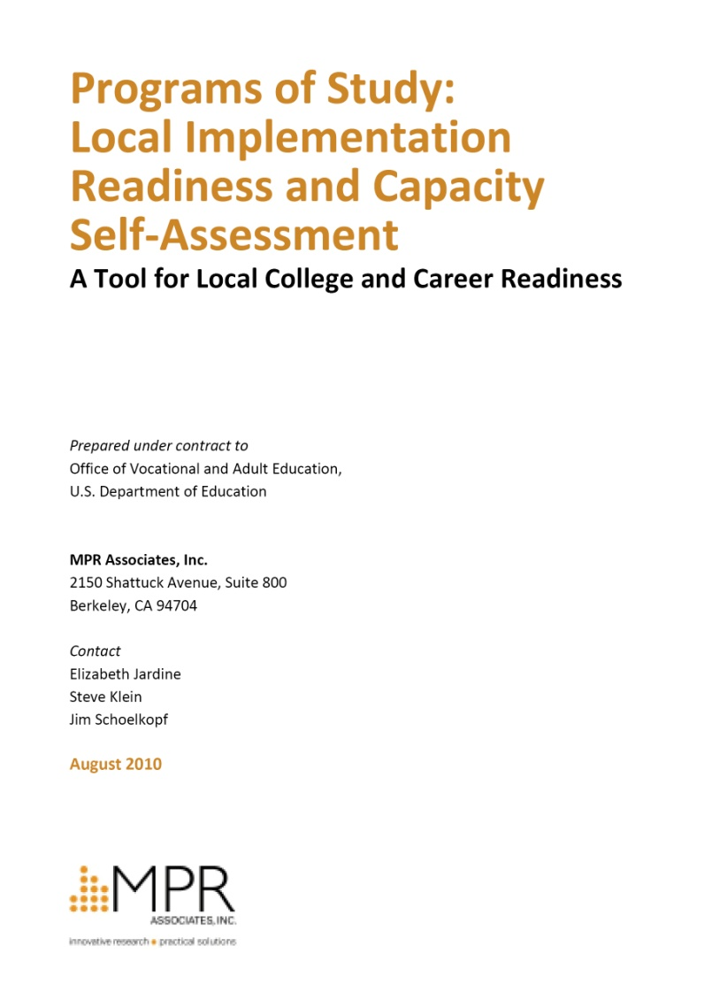 Programs of Study:
Local Implementation
Readiness and Capacity
Self-Assessment
A Tool for Local College and Career Readiness
Prepared under contract to
Office of Vocational and Adult Education,
U.S. Department of Education
MPR Associates, Inc.
2150 Shattuck Avenue, Suite 800
Berkeley, CA 94704
Contact
Elizabeth Jardine
Steve Klein
Jim Schoelkopf
August 2010
MPR
ASSOCIATES, INC.
innovative research • practical solutions